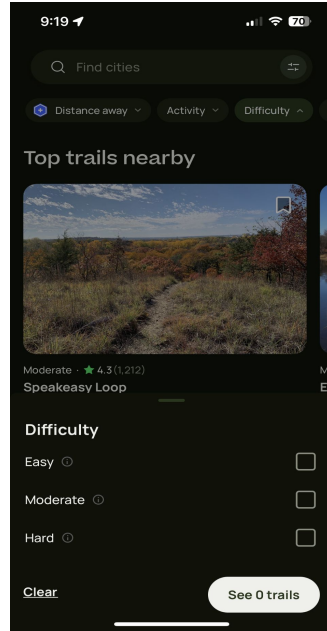 9:19
70
Find cities
Distance away
Activity
Difficulty
Top trails nearby
Moderate · ★ 4.3 (1,212)
M
Speakeasy Loop
E
Difficulty
Easy
Moderate
Hard
Clear
See 0 trails